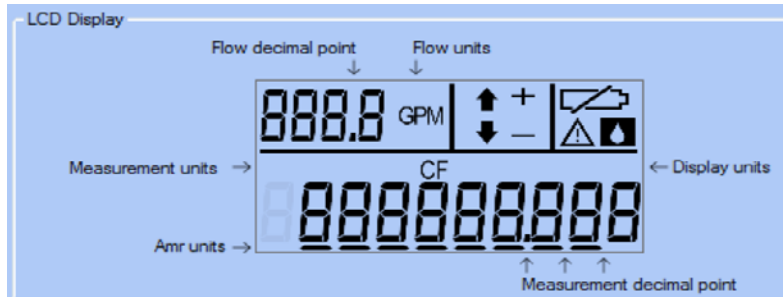 LCD Display
Flow decimal point Flow units
↓ ↓
888.8 GPM ↑ + ↓ −
Measurement units → CF ← Display units
8888888.888
Amr units →
↑ ↑ ↑
Measurement decimal point